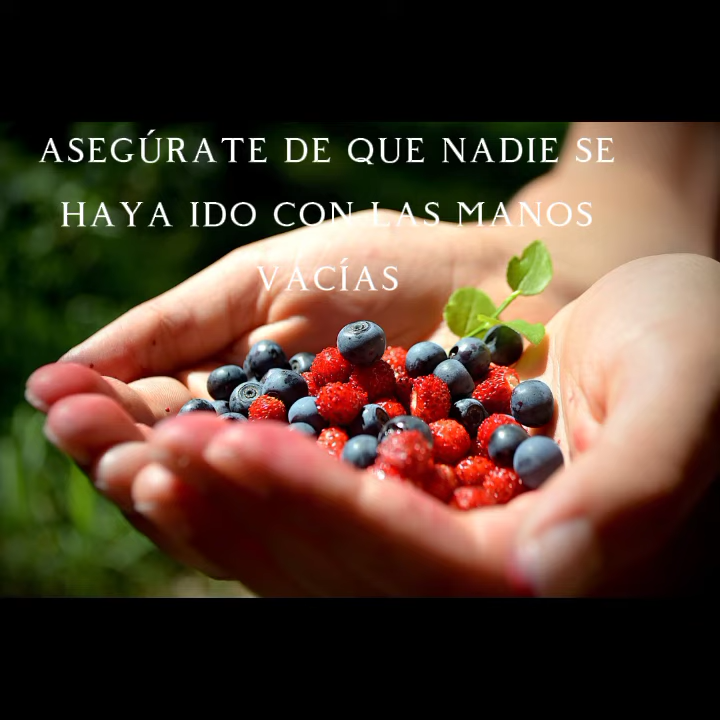 ASEGÚRATE DE QUE NADIE SE
HAYA IDO CON LAS MANOS
VACÍAS